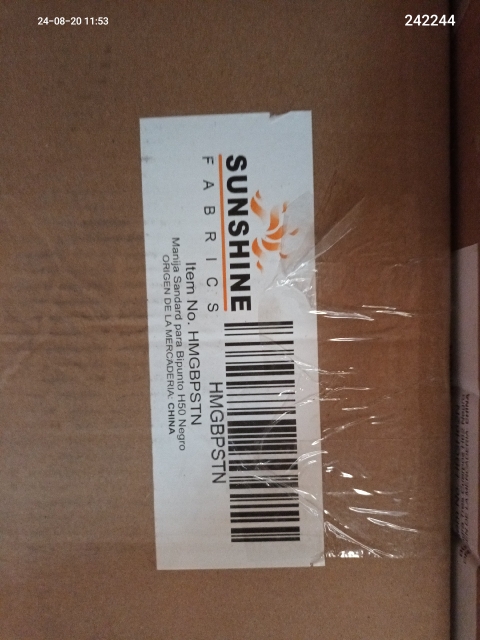 24-08-20 11:53
242244
SUNSHINE
FABRICS
HMGBPSTN
Item No. HMGBPSTN
Manija Sandard para Bipunto H50 Negro
ORIGEN DE LA MERCADERIA: CHINA